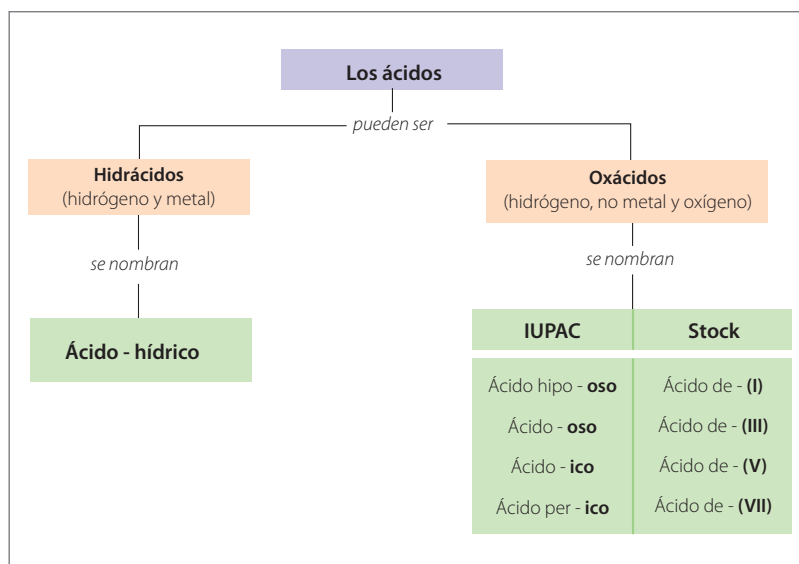 Los ácidos
pueden ser
Hidrácidos
(hidrógeno y metal)
Oxácidos
(hidrógeno, no metal y oxígeno)
se nombran
se nombran
Ácido - hídrico
IUPAC
Stock
Ácido hipo - oso
Ácido de - (I)
Ácido - oso
Ácido de - (III)
Ácido - ico
Ácido de - (V)
Ácido per - ico
Ácido de - (VII)